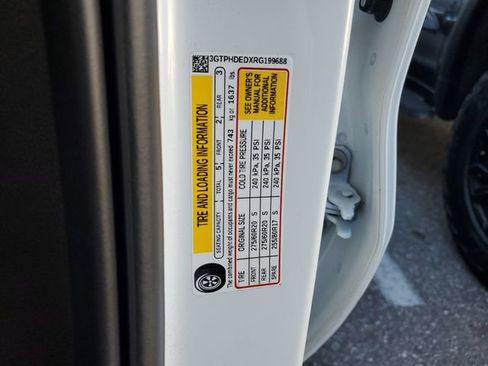 3GTPHDEDXRG199688
TIRE AND LOADING INFORMATION
SEATING CAPACITY TOTAL 5 FRONT 2 REAR 3
The combined weight of occupants and cargo must never exceed 743 kg or 1637 lbs.
TIRE ORIGINAL SIZE COLD TIRE PRESSURE
FRONT 275/60R20 S 240 kPa, 35 PSI
REAR 275/60R20 S 240 kPa, 35 PSI
SPARE 255/80R17 S 240 kPa, 35 PSI
SEE OWNER'S
MANUAL FOR
ADDITIONAL
INFORMATION